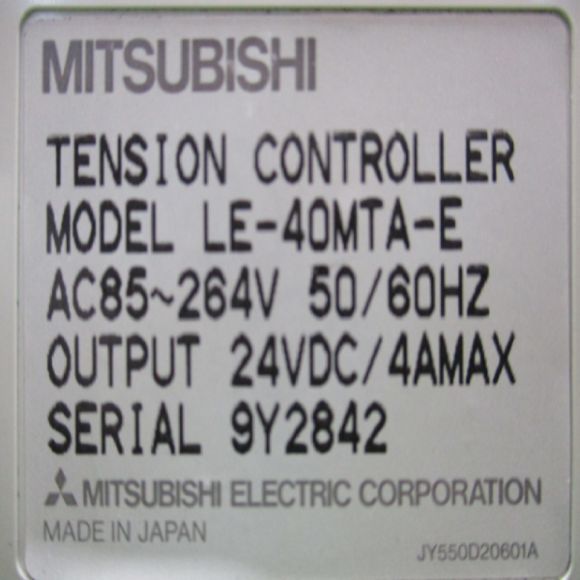 MITSUBISHI
TENSION CONTROLLER
MODEL LE-40MTA-E
AC85~264V 50/60HZ
OUTPUT 24VDC/4AMAX
SERIAL 9Y2842
MITSUBISHI ELECTRIC CORPORATION
MADE IN JAPAN
JY550D20601A